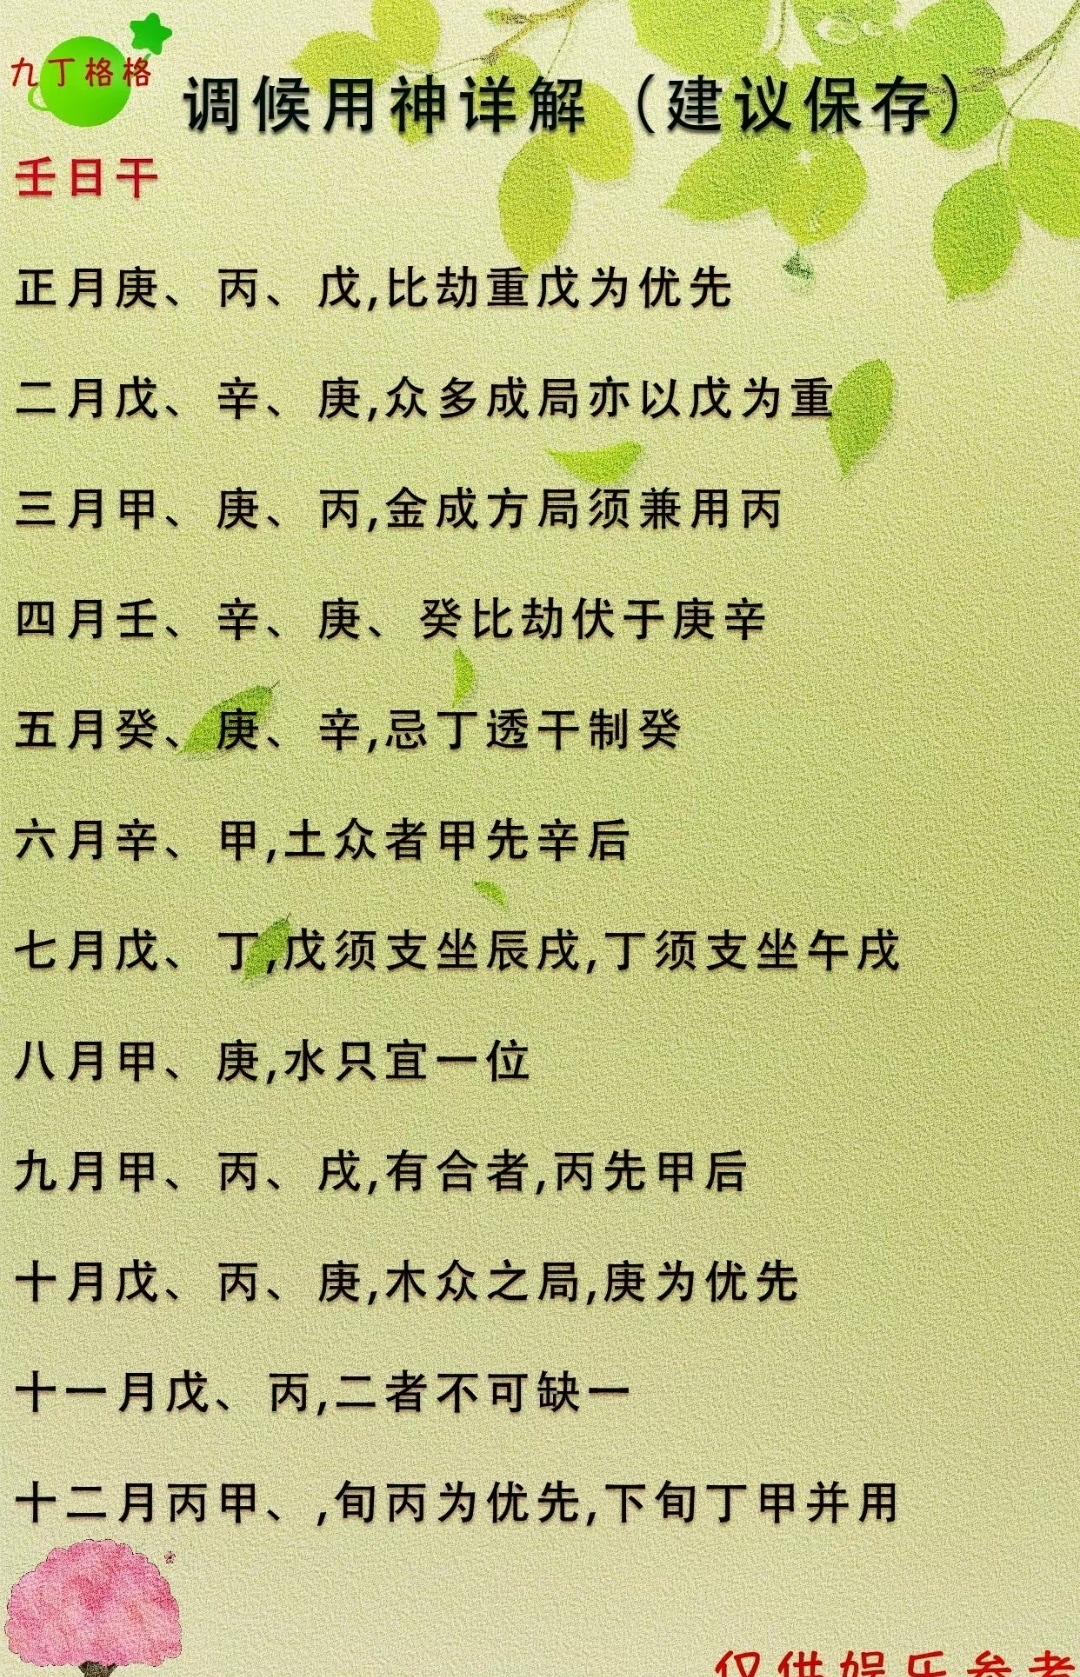 九丁格格
调候用神详解（建议保存）
壬日干
正月庚、丙、戊,比劫重戊为优先
二月戊、辛、庚,众多成局亦以戊为重
三月甲、庚、丙,金成方局须兼用丙
四月壬、辛、庚、癸比劫伏于庚辛
五月癸、庚、辛,忌丁透干制癸
六月辛、甲,土众者甲先辛后
七月戊、丁,戊须支坐辰戌,丁须支坐午戌
八月甲、庚,水只宜一位
九月甲、丙、戌,有合者,丙先甲后
十月戊、丙、庚,木众之局,庚为优先
十一月戊、丙,二者不可缺一
十二月丙甲、,旬丙为优先,下旬丁甲并用
仅供娱乐参考